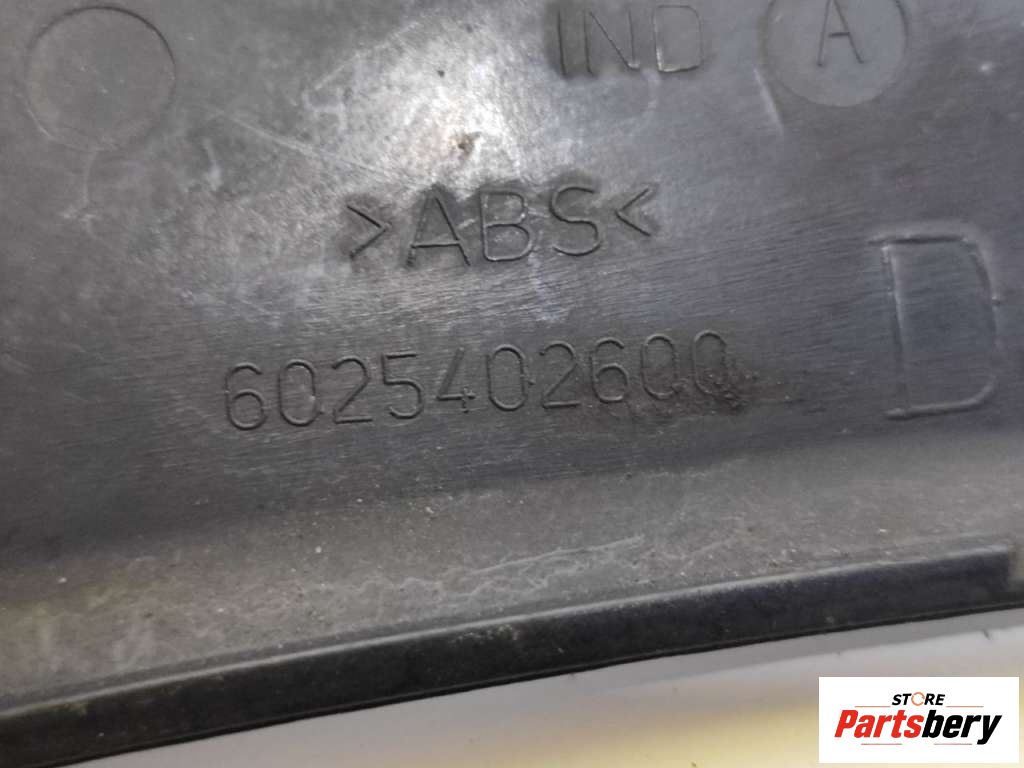 IND A
>ABS<
D
6025402600
STORE
Partsbery